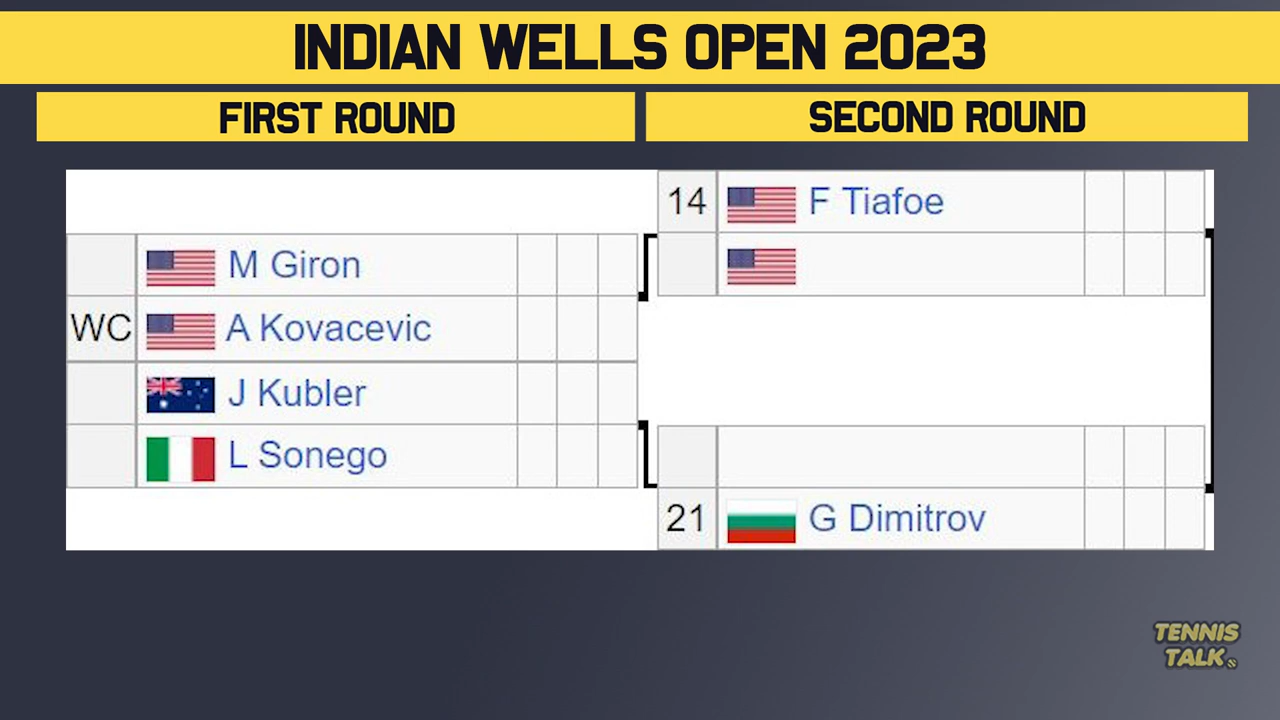 INDIAN WELLS OPEN 2023
FIRST ROUND
SECOND ROUND
14 F Tiafoe
M Giron
WC A Kovacevic
J Kubler
L Sonego
21 G Dimitrov
TENNIS
TALK